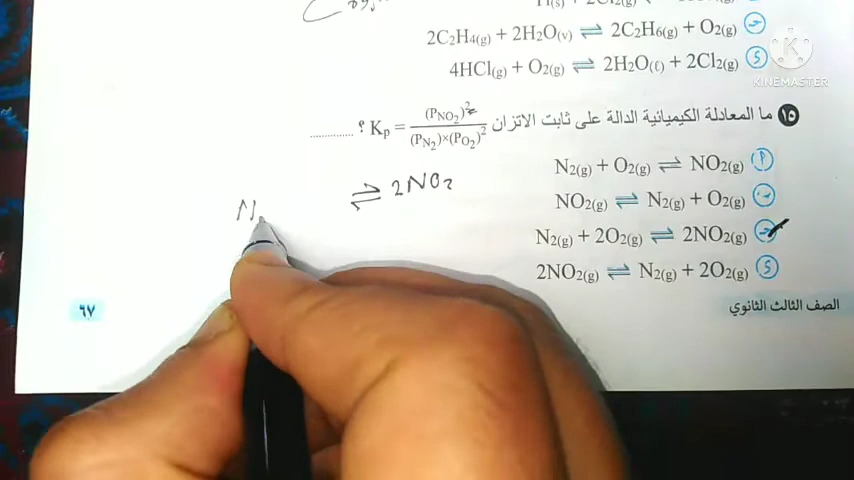 ⓒ 2C₂H₄(g) + 2H₂O(v) ⇌ 2C₂H₆(g) + O₂(g)
ⓓ 4HCl(g) + O₂(g) ⇌ 2H₂O(ℓ) + 2Cl₂(g)
KINEMASTER
١٥ ما المعادلة الكيميائية الدالة على ثابت الاتزان Kp = (PNO₂)² / (PN₂)×(PO₂)² ؟ ..............
أ N₂(g) + O₂(g) ⇌ NO₂(g)
ب NO₂(g) ⇌ N₂(g) + O₂(g)
ج N₂(g) + 2O₂(g) ⇌ 2NO₂(g)
د 2NO₂(g) ⇌ N₂(g) + 2O₂(g)
N ⇌ 2NO₂
الصف الثالث الثانوي
٦٧